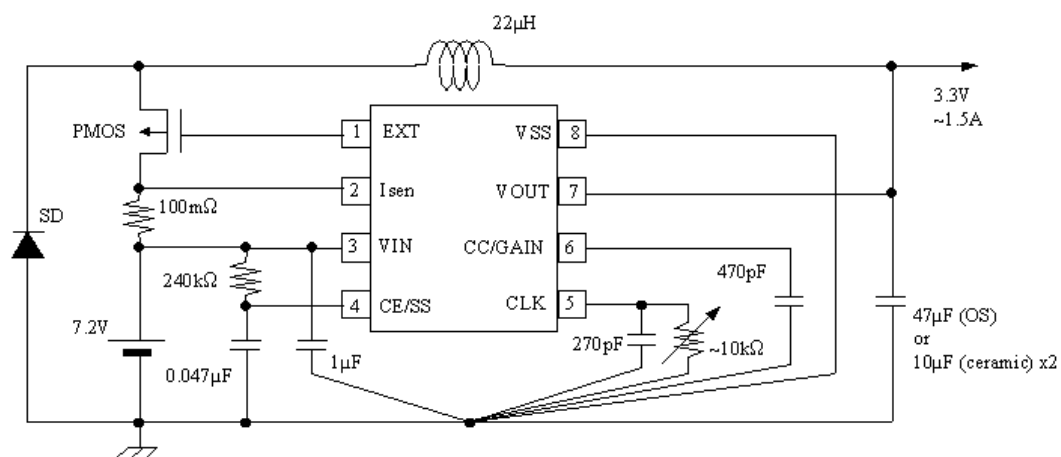 22μH
3.3V
~1.5A
PMOS
1 EXT VSS 8
2 Isen VOUT 7
100mΩ
SD
3 VIN CC/GAIN 6
240kΩ
470pF
4 CE/SS CLK 5
7.2V
0.047μF
1μF
270pF
~10kΩ
47μF (OS)
or
10μF (ceramic) x2